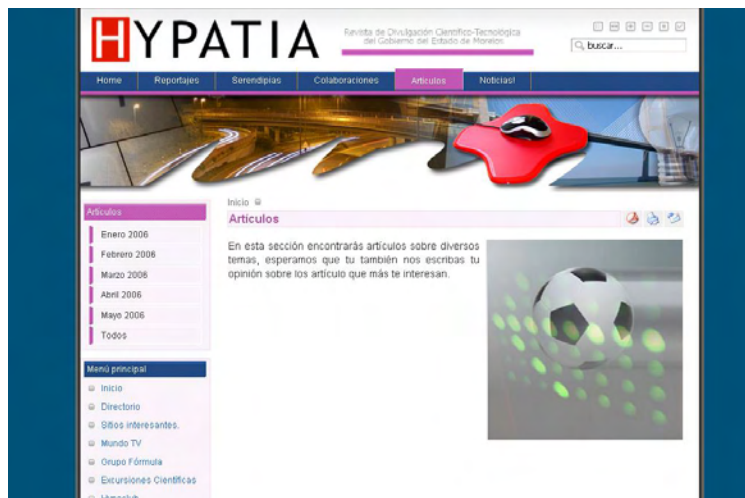 HYPATIA
Revista de Divulgación Científico-Tecnológica
del Gobierno del Estado de Morelos
buscar...
Home Reportajes Serendipias Colaboraciones Artículos Noticias!
Inicio
Artículos
Artículos
Enero 2006
Febrero 2006
Marzo 2006
Abril 2006
Mayo 2006
Todos
En esta sección encontrarás artículos sobre diversos
temas, esperamos que tu también nos escribas tu
opinión sobre los artículo que más te interesan.
Menú principal
Inicio
Directorio
Sitios interesantes.
Mundo TV
Grupo Fórmula
Excursiones Científicas